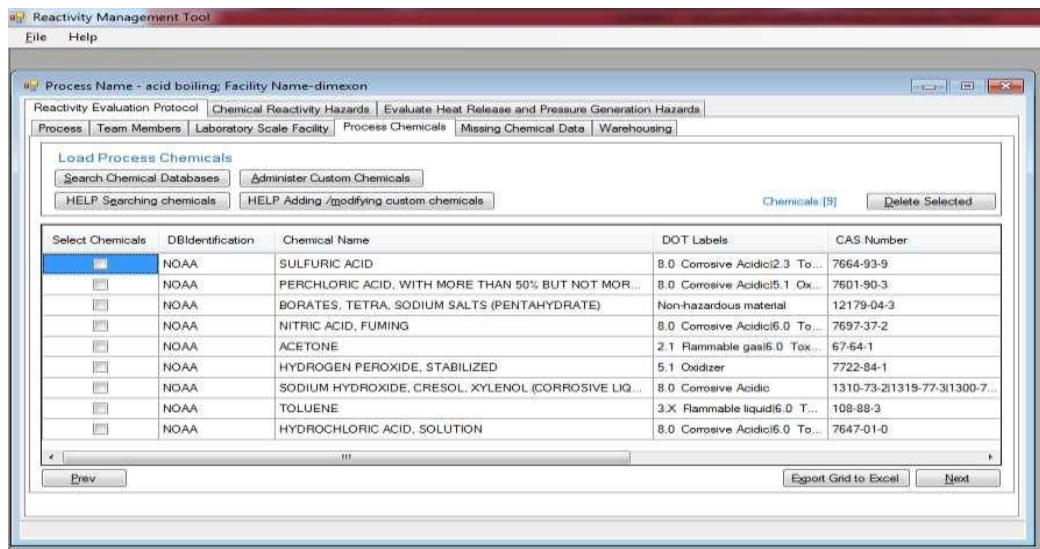 Reactivity Management Tool
File Help
Process Name - acid boiling; Facility Name-dimexon
Reactivity Evaluation Protocol Chemical Reactivity Hazards Evaluate Heat Release and Pressure Generation Hazards
Process Team Members Laboratory Scale Facility Process Chemicals Missing Chemical Data Warehousing
Load Process Chemicals
Search Chemical Databases Administer Custom Chemicals
HELP Searching chemicals HELP Adding /modifying custom chemicals Chemicals:[9] Delete Selected
Select Chemicals DBIdentification Chemical Name DOT Labels CAS Number
NOAA SULFURIC ACID 8.0 Corrosive Acidic|2.3 To... 7664-93-9
NOAA PERCHLORIC ACID, WITH MORE THAN 50% BUT NOT MOR... 8.0 Corrosive Acidic|5.1 Ox... 7601-90-3
NOAA BORATES, TETRA, SODIUM SALTS (PENTAHYDRATE) Non-hazardous material 12179-04-3
NOAA NITRIC ACID, FUMING 8.0 Corrosive Acidic|6.0 To... 7697-37-2
NOAA ACETONE 2.1 Flammable gas|6.0 Tox... 67-64-1
NOAA HYDROGEN PEROXIDE, STABILIZED 5.1 Oxidizer 7722-84-1
NOAA SODIUM HYDROXIDE, CRESOL, XYLENOL (CORROSIVE LIQ... 8.0 Corrosive Acidic 1310-73-2|1319-77-3|1300-7...
NOAA TOLUENE 3.X Flammable liquid|6.0 T... 108-88-3
NOAA HYDROCHLORIC ACID, SOLUTION 8.0 Corrosive Acidic|6.0 To... 7647-01-0
Prev Export Grid to Excel Next